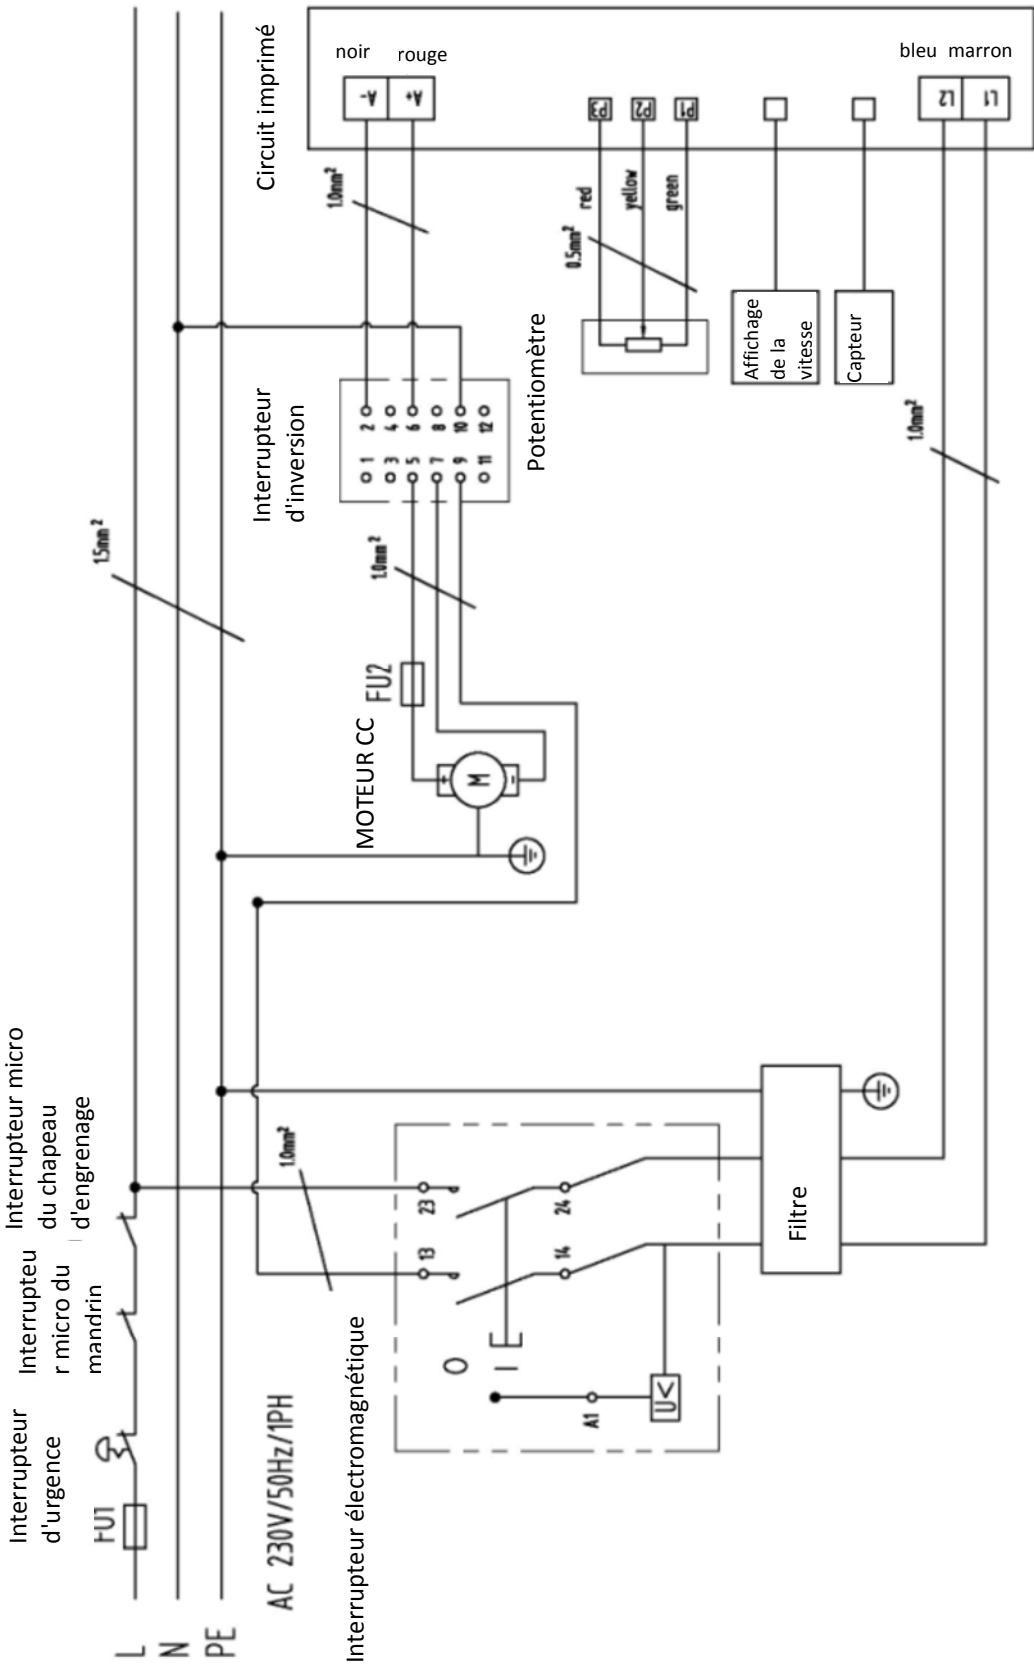 L
N
PE
AC 230V/50Hz/1PH
FU1
Interrupteur
d'urgence
Interrupteu
r micro du
mandrin
Interrupteur micro
du chapeau
d'engrenage
Interrupteur électromagnétique
O
I
A1
U<
13
23
14
24
1.0mm²
Filtre
MOTEUR CC
M
+
-
FU2
1.0mm²
1.5mm²
Interrupteur
d'inversion
1 2
3 4
5 6
7 8
9 10
11 12
Potentiomètre
1.0mm²
Circuit imprimé
noir rouge
A- A+
P3 P2 P1
red
yellow
green
0.5mm²
Affichage
de la
vitesse
Capteur
bleu marron
L2 L1
1.0mm²